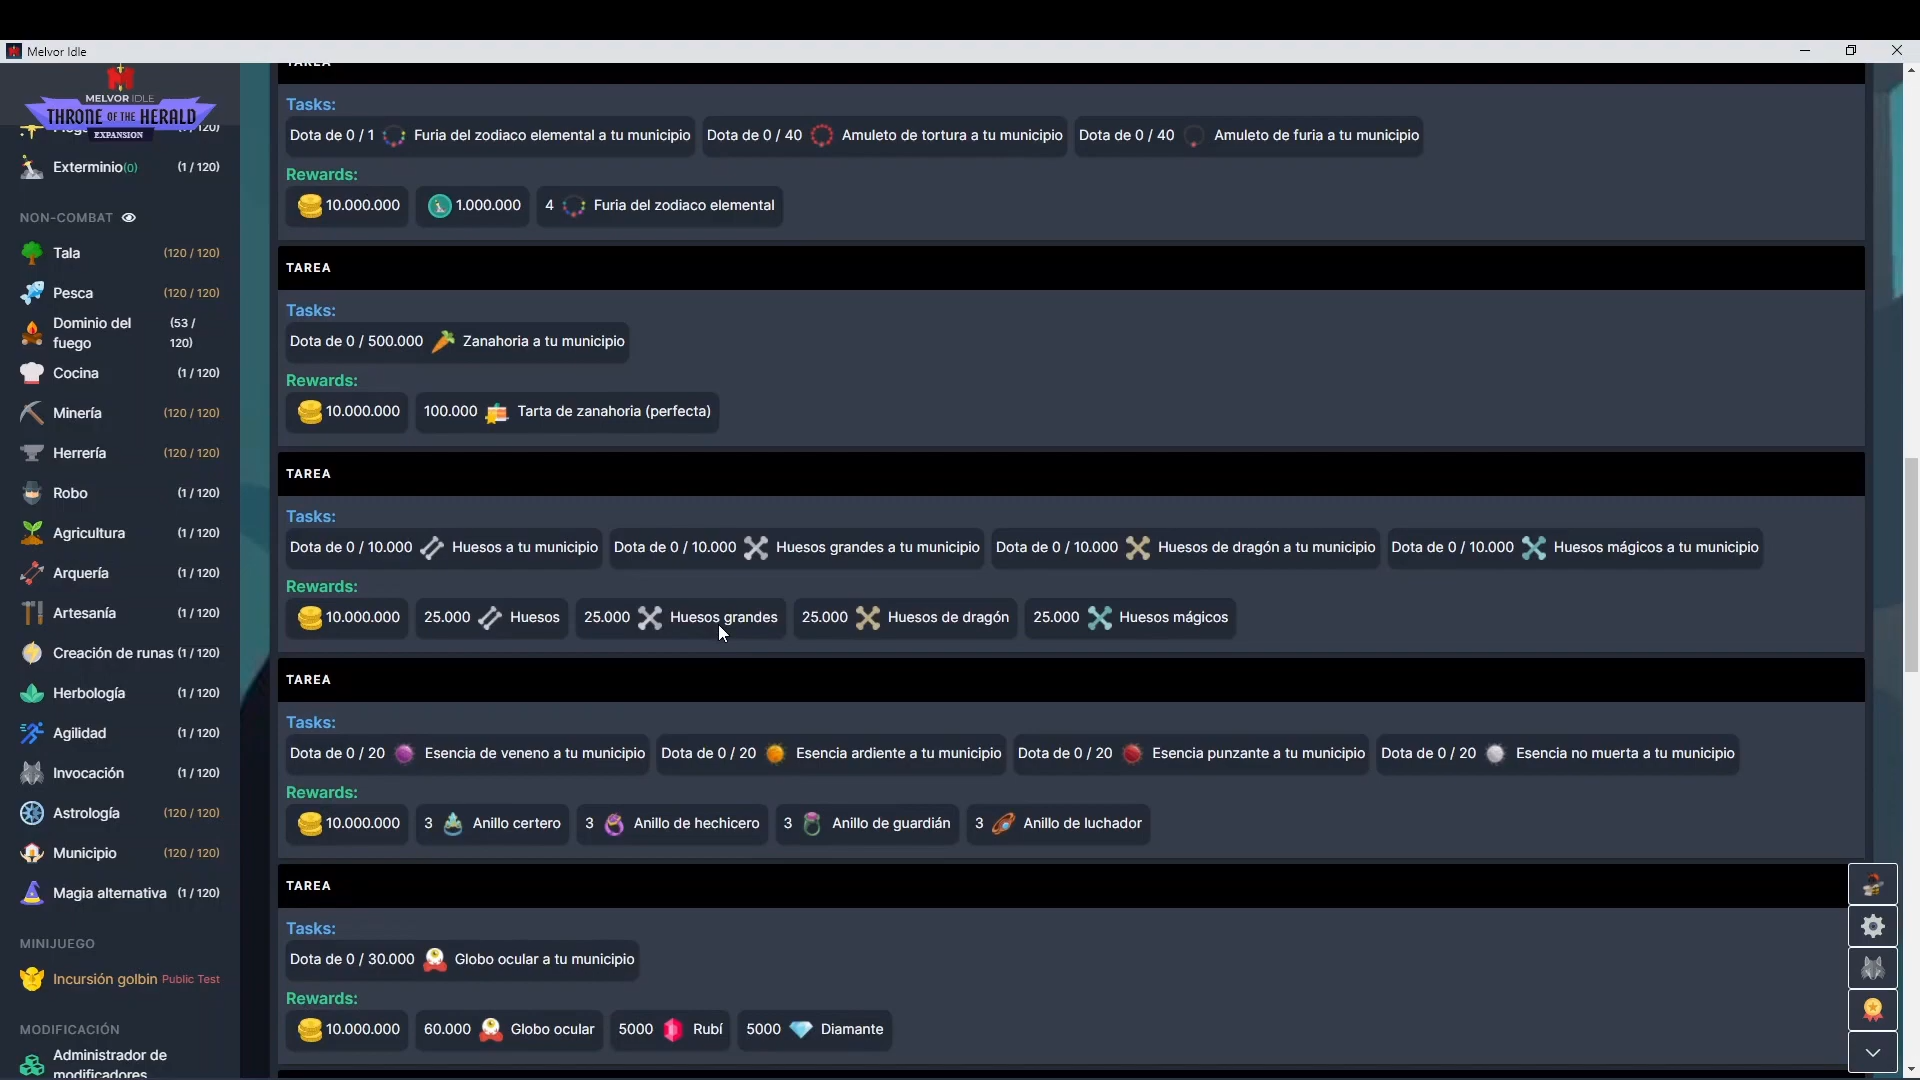 Melvor Idle
MELVOR IDLE
THRONE OF THE HERALD
EXPANSION
Exterminio(0) (1 / 120)
NON-COMBAT
Tala (120 / 120)
Pesca (120 / 120)
Dominio del fuego (53 / 120)
Cocina (1 / 120)
Minería (120 / 120)
Herrería (120 / 120)
Robo (1 / 120)
Agricultura (1 / 120)
Arquería (1 / 120)
Artesanía (1 / 120)
Creación de runas (1 / 120)
Herbología (1 / 120)
Agilidad (1 / 120)
Invocación (1 / 120)
Astrología (120 / 120)
Municipio (120 / 120)
Magia alternativa (1 / 120)
MINIJUEGO
Incursión golbin Public Test
MODIFICACIÓN
Administrador de
modificadores
TAREA
Tasks:
Dota de 0 / 1 Furia del zodiaco elemental a tu municipio Dota de 0 / 40 Amuleto de tortura a tu municipio Dota de 0 / 40 Amuleto de furia a tu municipio
Rewards:
10.000.000 1.000.000 4 Furia del zodiaco elemental
TAREA
Tasks:
Dota de 0 / 500.000 Zanahoria a tu municipio
Rewards:
10.000.000 100.000 Tarta de zanahoria (perfecta)
TAREA
Tasks:
Dota de 0 / 10.000 Huesos a tu municipio Dota de 0 / 10.000 Huesos grandes a tu municipio Dota de 0 / 10.000 Huesos de dragón a tu municipio Dota de 0 / 10.000 Huesos mágicos a tu municipio
Rewards:
10.000.000 25.000 Huesos 25.000 Huesos grandes 25.000 Huesos de dragón 25.000 Huesos mágicos
TAREA
Tasks:
Dota de 0 / 20 Esencia de veneno a tu municipio Dota de 0 / 20 Esencia ardiente a tu municipio Dota de 0 / 20 Esencia punzante a tu municipio Dota de 0 / 20 Esencia no muerta a tu municipio
Rewards:
10.000.000 3 Anillo certero 3 Anillo de hechicero 3 Anillo de guardián 3 Anillo de luchador
TAREA
Tasks:
Dota de 0 / 30.000 Globo ocular a tu municipio
Rewards:
10.000.000 60.000 Globo ocular 5000 Rubí 5000 Diamante